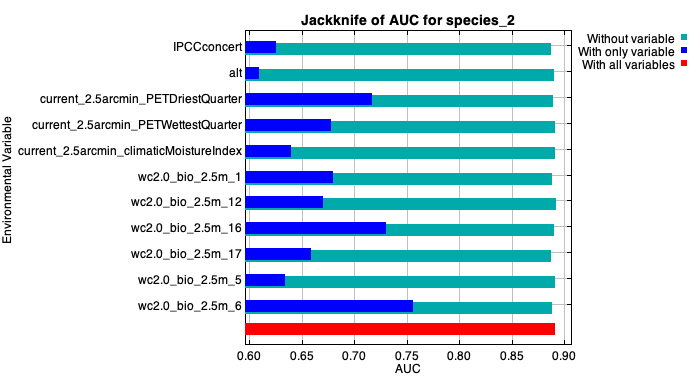 Jackknife of AUC for species_2
Without variable
With only variable
With all variables
Environmental Variable
IPCCconcert
alt
current_2.5arcmin_PETDriestQuarter
current_2.5arcmin_PETWettestQuarter
current_2.5arcmin_climaticMoistureIndex
wc2.0_bio_2.5m_1
wc2.0_bio_2.5m_12
wc2.0_bio_2.5m_16
wc2.0_bio_2.5m_17
wc2.0_bio_2.5m_5
wc2.0_bio_2.5m_6
0.60 0.65 0.70 0.75 0.80 0.85 0.90
AUC